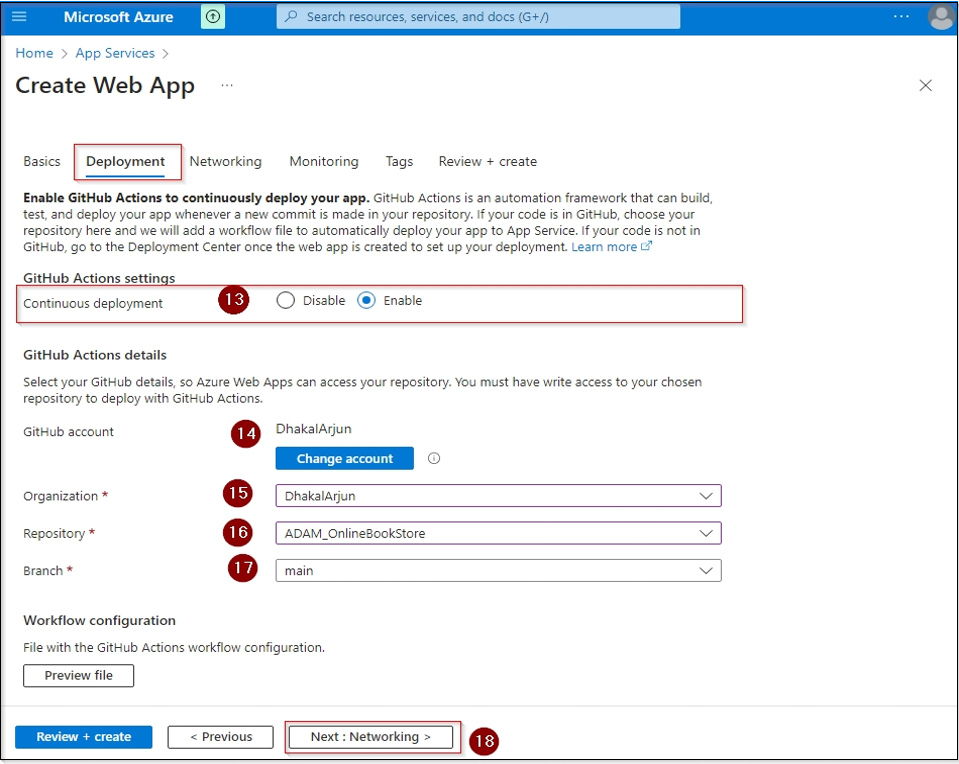 Microsoft Azure
Search resources, services, and docs (G+/)
...
Home > App Services >
Create Web App ...
Basics Deployment Networking Monitoring Tags Review + create
Enable GitHub Actions to continuously deploy your app. GitHub Actions is an automation framework that can build,
test, and deploy your app whenever a new commit is made in your repository. If your code is in GitHub, choose your
repository here and we will add a workflow file to automatically deploy your app to App Service. If your code is not in
GitHub, go to the Deployment Center once the web app is created to set up your deployment. Learn more
GitHub Actions settings
Continuous deployment 13 Disable Enable
GitHub Actions details
Select your GitHub details, so Azure Web Apps can access your repository. You must have write access to your chosen
repository to deploy with GitHub Actions.
GitHub account 14 DhakalArjun
Change account
Organization * 15 DhakalArjun
Repository * 16 ADAM_OnlineBookStore
Branch * 17 main
Workflow configuration
File with the GitHub Actions workflow configuration.
Preview file
Review + create < Previous Next : Networking > 18